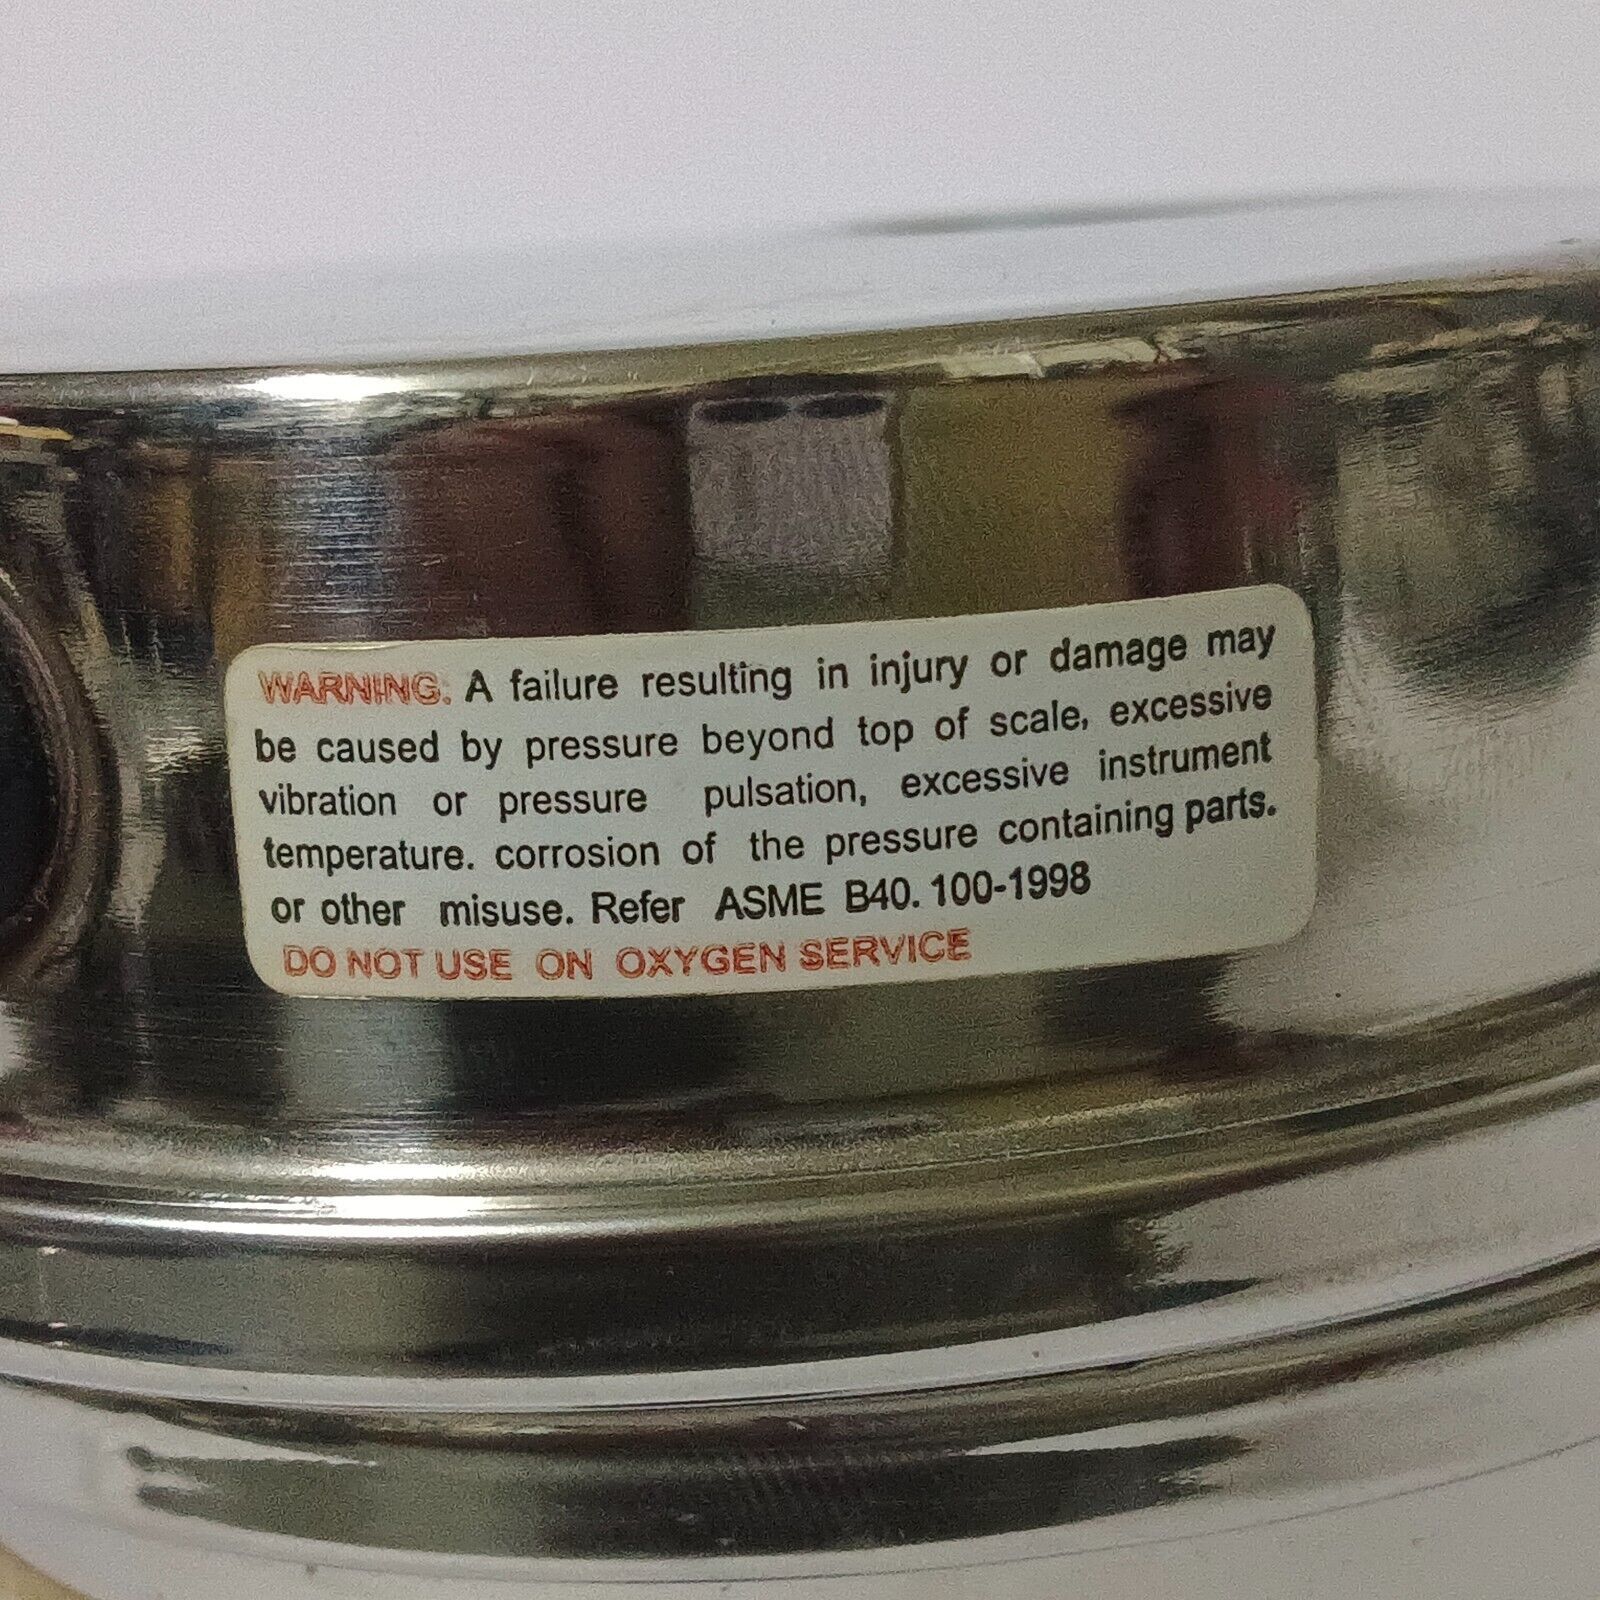 WARNING: A failure resulting in injury or damage may
be caused by pressure beyond top of scale, excessive
vibration or pressure pulsation, excessive instrument
temperature. corrosion of the pressure containing parts.
or other misuse. Refer ASME B40. 100-1998
DO NOT USE ON OXYGEN SERVICE